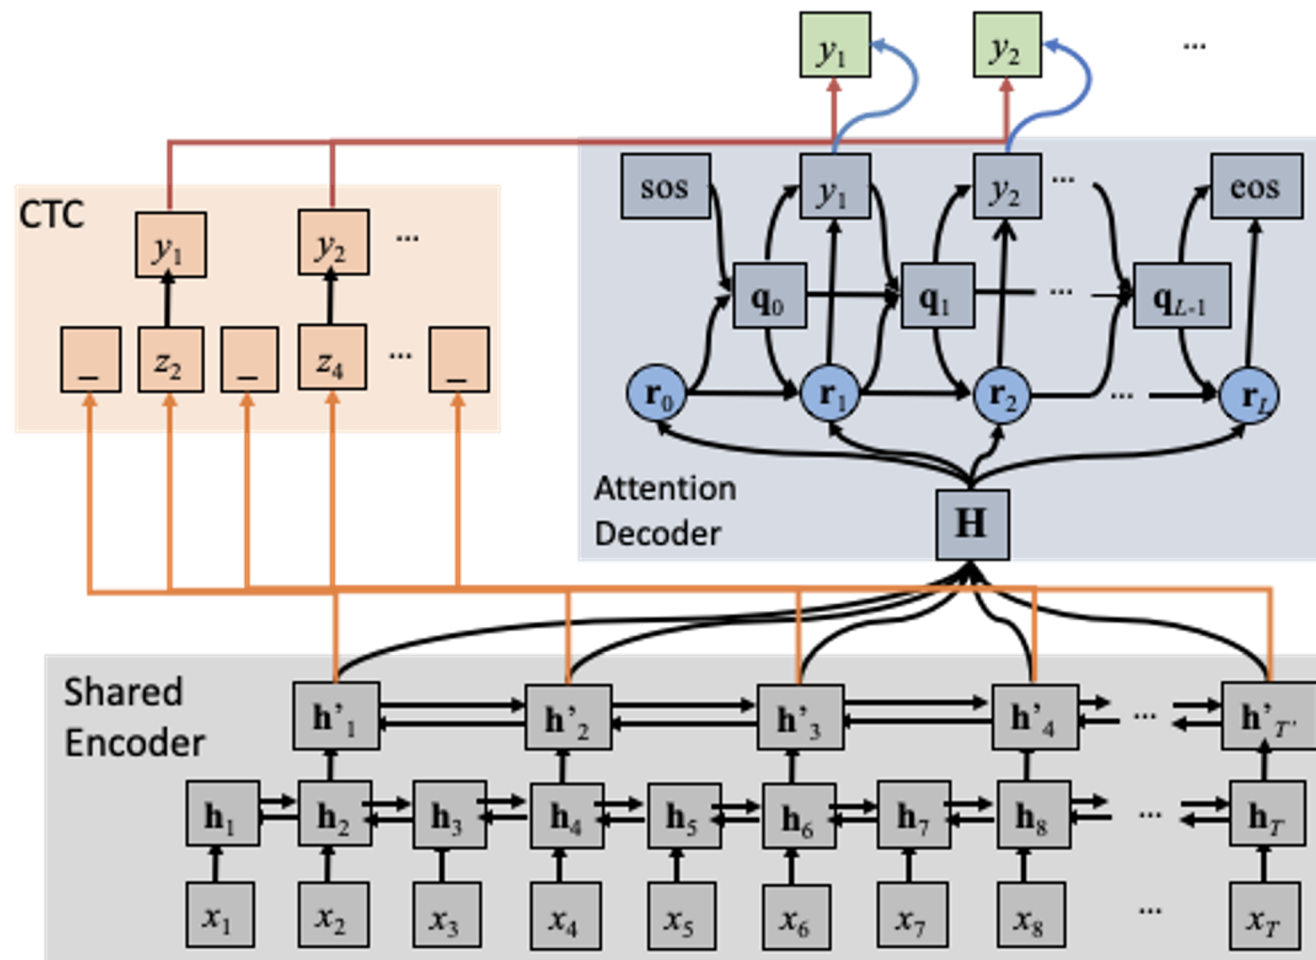 y1 y2 ...
sos y1 y2 ... eos
CTC
y1 y2 ...
q0 q1 ... qL-1
_ z2 _ z4 ... _
r0 r1 r2 ... rL
Attention
Decoder
H
Shared
Encoder
h'1 h'2 h'3 h'4 ... h'T'
h1 h2 h3 h4 h5 h6 h7 h8 ... hT
x1 x2 x3 x4 x5 x6 x7 x8 ... xT